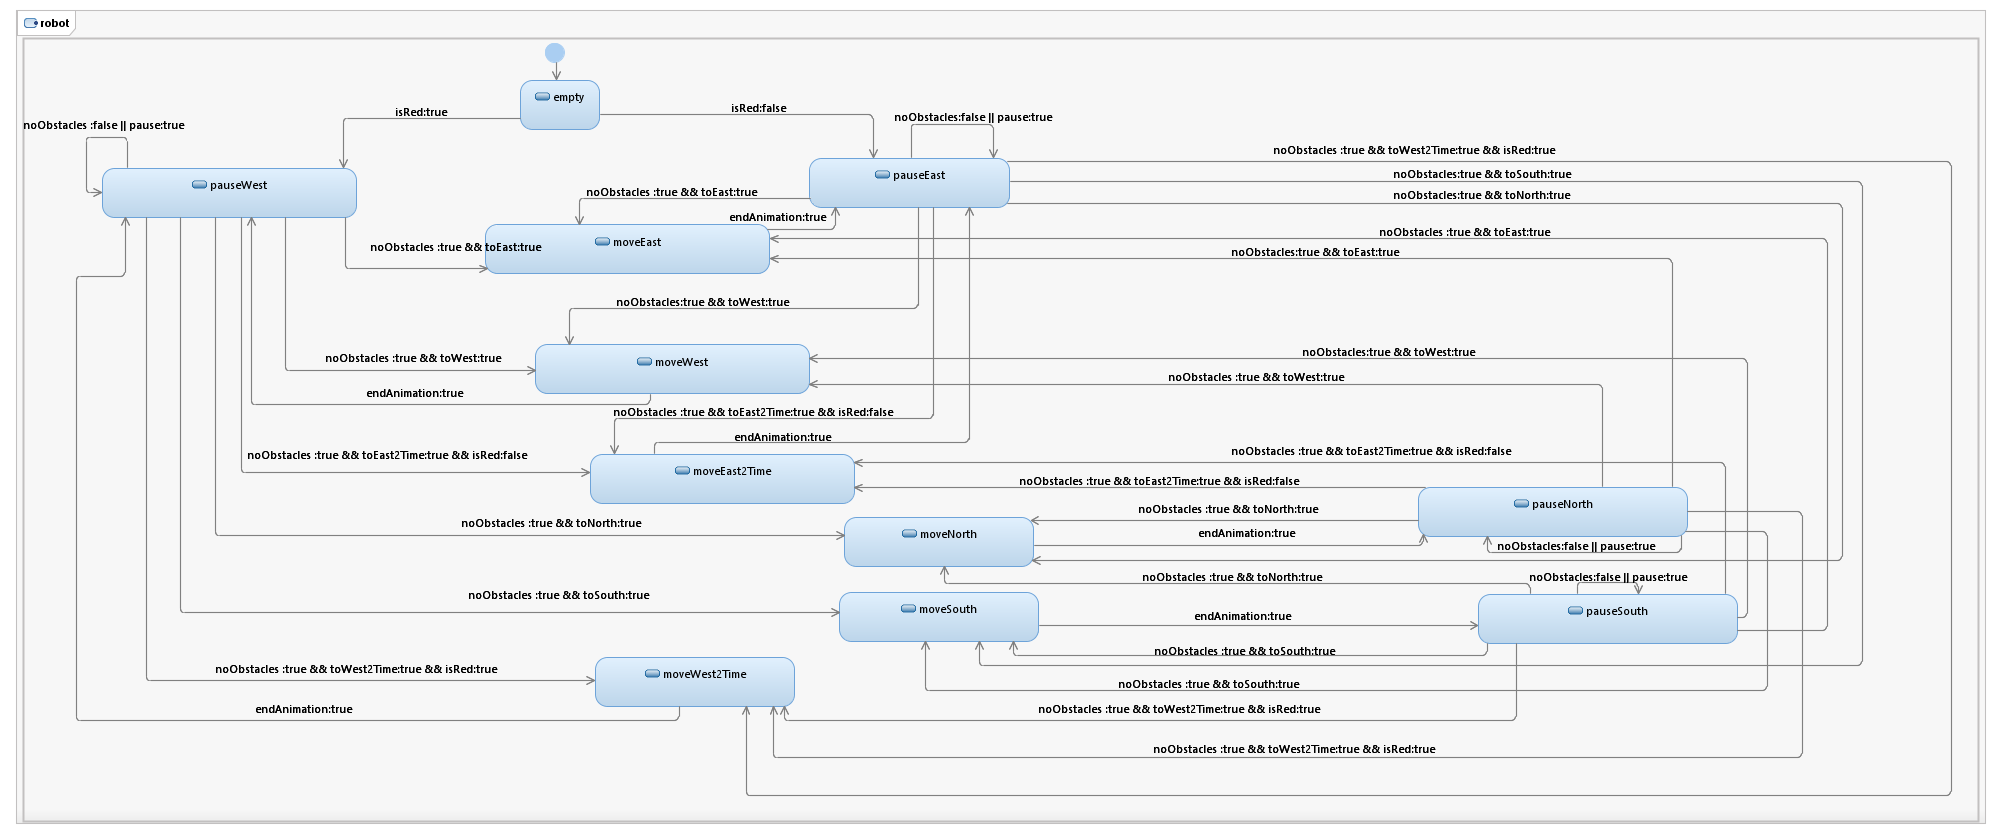 robot
empty
isRed:true
isRed:false
noObstacles :false || pause:true
noObstacles:false || pause:true
pauseWest
pauseEast
noObstacles :true && toWest2Time:true && isRed:true
noObstacles:true && toSouth:true
noObstacles :true && toEast:true
noObstacles:true && toNorth:true
endAnimation:true
moveEast
noObstacles :true && toEast:true
noObstacles:true && toEast:true
noObstacles:true && toEast:true
noObstacles:true && toWest:true
noObstacles :true && toWest:true
moveWest
noObstacles:true && toWest:true
noObstacles :true && toWest:true
endAnimation:true
noObstacles :true && toEast2Time:true && isRed:false
endAnimation:true
noObstacles :true && toEast2Time:true && isRed:false
noObstacles :true && toEast2Time:true && isRed:false
moveEast2Time
noObstacles :true && toEast2Time:true && isRed:false
pauseNorth
noObstacles :true && toNorth:true
noObstacles :true && toNorth:true
moveNorth
endAnimation:true
noObstacles:false || pause:true
noObstacles :true && toNorth:true
noObstacles:false || pause:true
noObstacles :true && toSouth:true
moveSouth
endAnimation:true
pauseSouth
noObstacles :true && toSouth:true
noObstacles :true && toWest2Time:true && isRed:true
moveWest2Time
noObstacles :true && toSouth:true
endAnimation:true
noObstacles :true && toWest2Time:true && isRed:true
noObstacles :true && toWest2Time:true && isRed:true